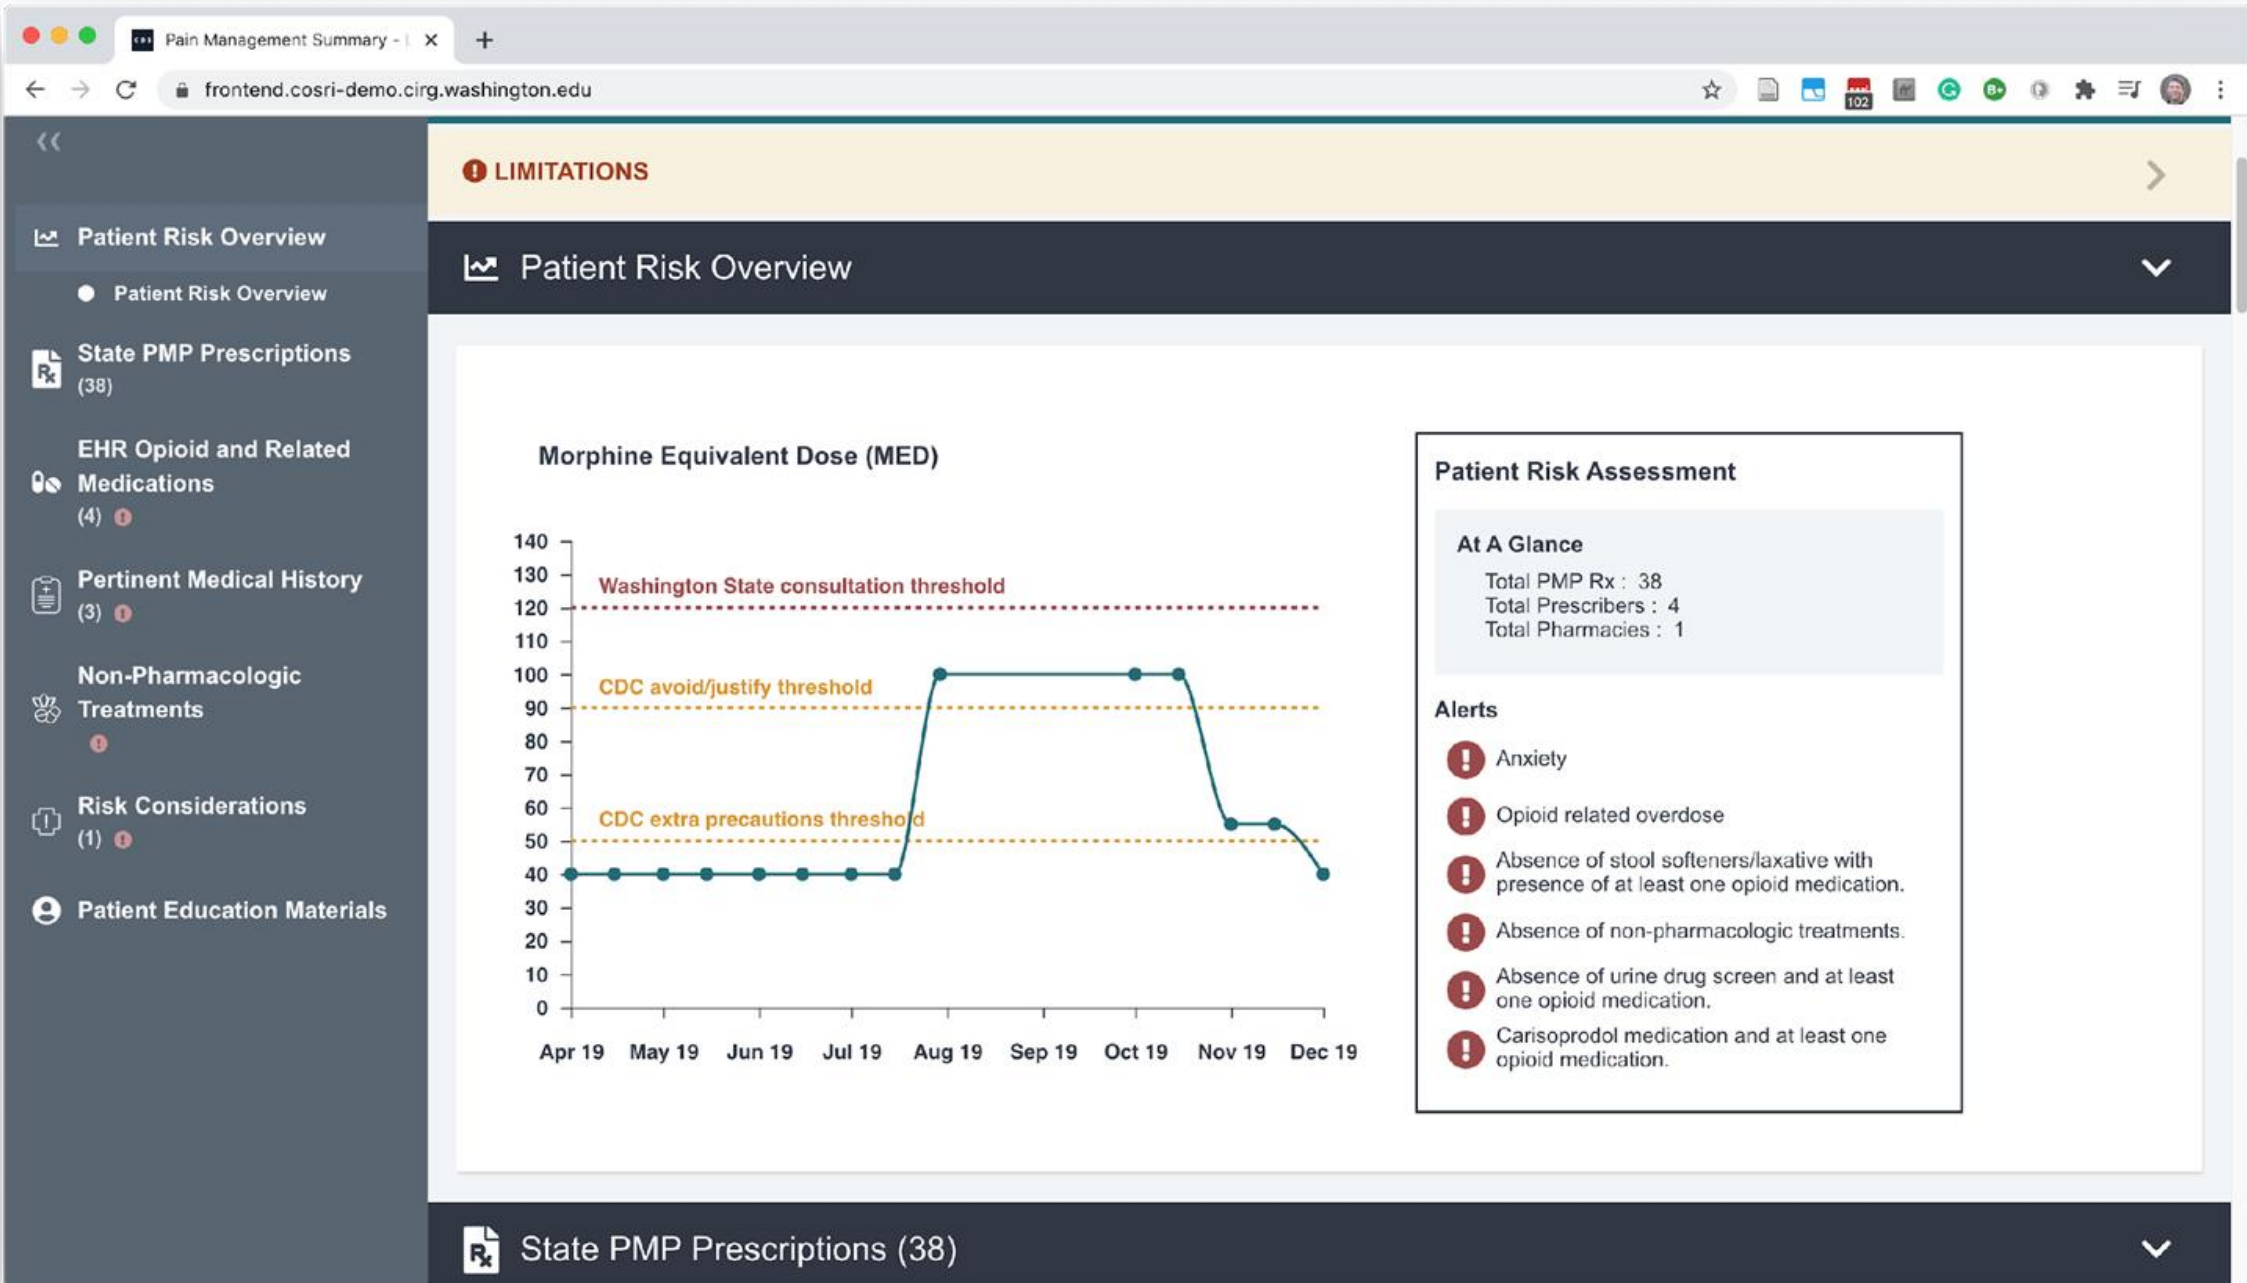 Pain Management Summary -
frontend.cosri-demo.cirg.washington.edu
102
LIMITATIONS
Patient Risk Overview
Patient Risk Overview
State PMP Prescriptions
(38)
EHR Opioid and Related
Medications
(4)
Pertinent Medical History
(3)
Non-Pharmacologic
Treatments
Risk Considerations
(1)
Patient Education Materials
Patient Risk Overview
Morphine Equivalent Dose (MED)
140
130
Washington State consultation threshold
120
110
100
CDC avoid/justify threshold
90
80
70
60
CDC extra precautions threshold
50
40
30
20
10
0
Apr 19 May 19 Jun 19 Jul 19 Aug 19 Sep 19 Oct 19 Nov 19 Dec 19
Patient Risk Assessment
At A Glance
Total PMP Rx : 38
Total Prescribers : 4
Total Pharmacies : 1
Alerts
Anxiety
Opioid related overdose
Absence of stool softeners/laxative with
presence of at least one opioid medication.
Absence of non-pharmacologic treatments.
Absence of urine drug screen and at least
one opioid medication.
Carisoprodol medication and at least one
opioid medication.
State PMP Prescriptions (38)